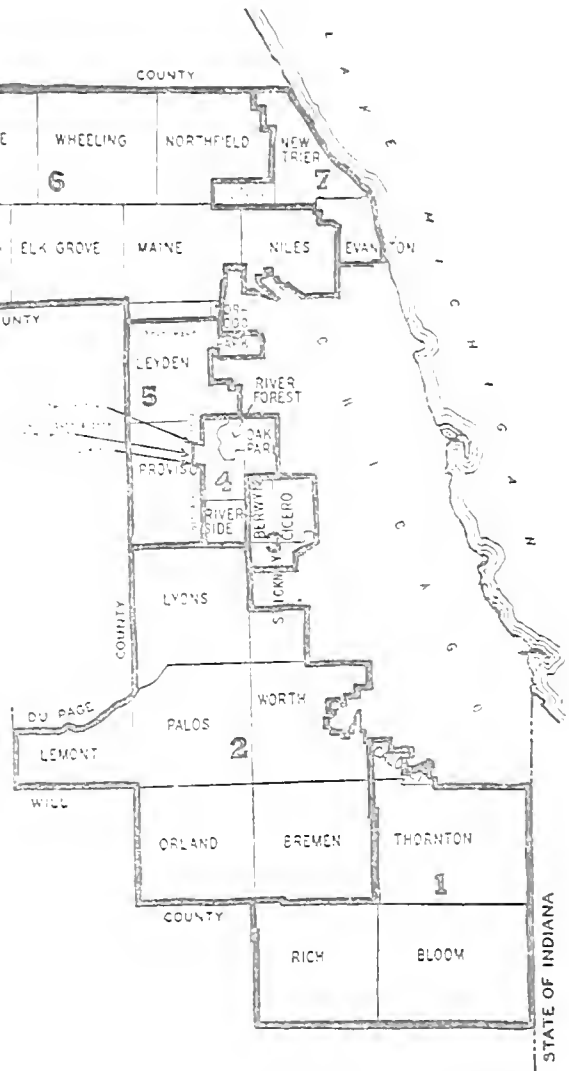 LAKE MICHIGAN
COUNTY
E
WHEELING
NORTHFIELD
NEW
TRIER
6
7
ELK GROVE
MAINE
NILES
EVANSTON
UNTY
CHICAGO
LEYDEN
5
RIVER
FOREST
OAK
PARK
PROVISO
4
RIVER
SIDE
BERWYN
CICERO
STICKNEY
LYONS
COUNTY
DU PAGE
WORTH
PALOS
LEMONT
2
WILL
ORLAND
BREMEN
THORNTON
1
COUNTY
RICH
BLOOM
STATE OF INDIANA